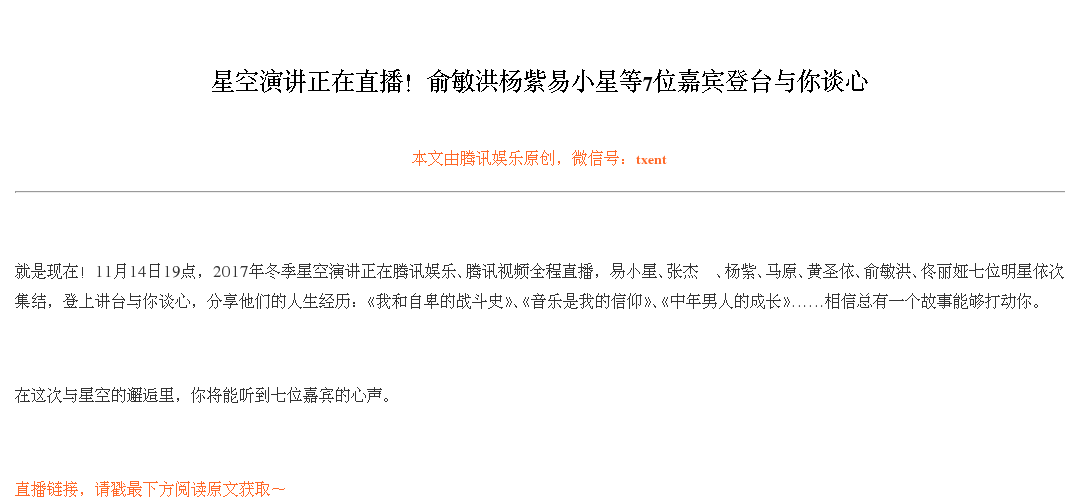 星空演讲正在直播！俞敏洪杨紫易小星等7位嘉宾登台与你谈心
本文由腾讯娱乐原创，微信号：txent
就是现在！11月14日19点，2017年冬季星空演讲正在腾讯娱乐、腾讯视频全程直播，易小星、张杰　、杨紫、马原、黄圣依、俞敏洪、佟丽娅七位明星依次
集结，登上讲台与你谈心，分享他们的人生经历：《我和自卑的战斗史》、《音乐是我的信仰》、《中年男人的成长》……相信总有一个故事能够打动你。
在这次与星空的邂逅里，你将能听到七位嘉宾的心声。
直播链接，请戳最下方阅读原文获取～